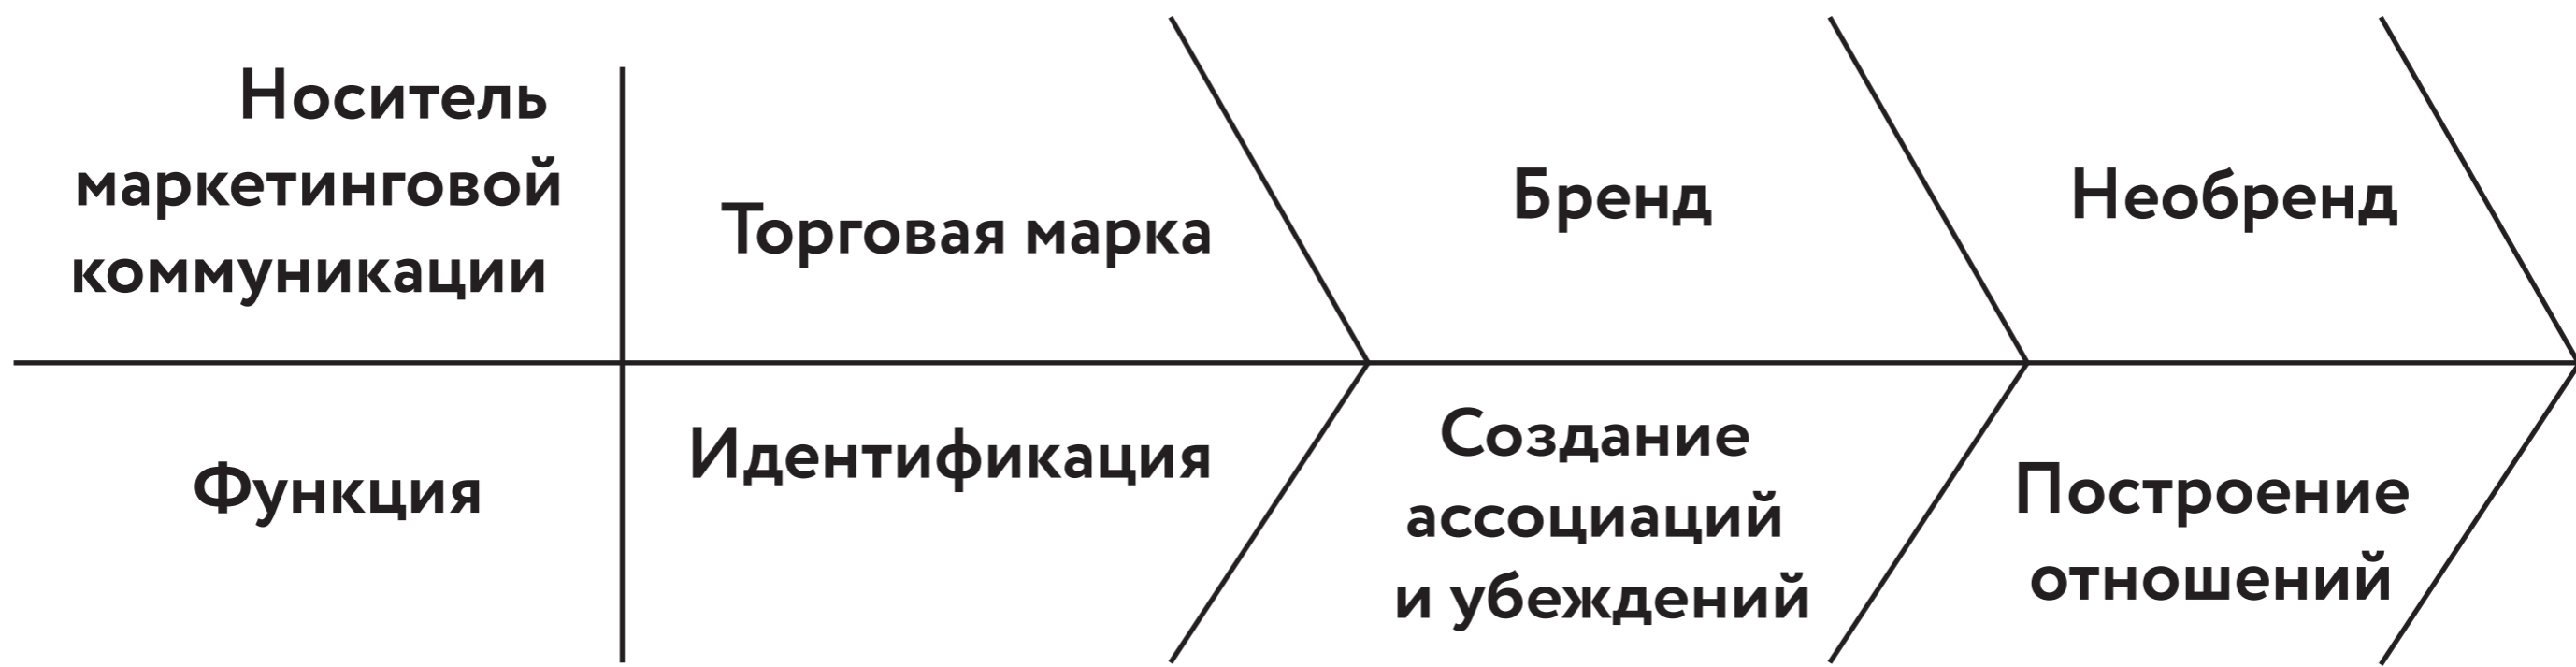 Носитель
маркетинговой
коммуникации
Торговая марка
Бренд
Необренд
Функция
Идентификация
Создание
ассоциаций
и убеждений
Построение
отношений